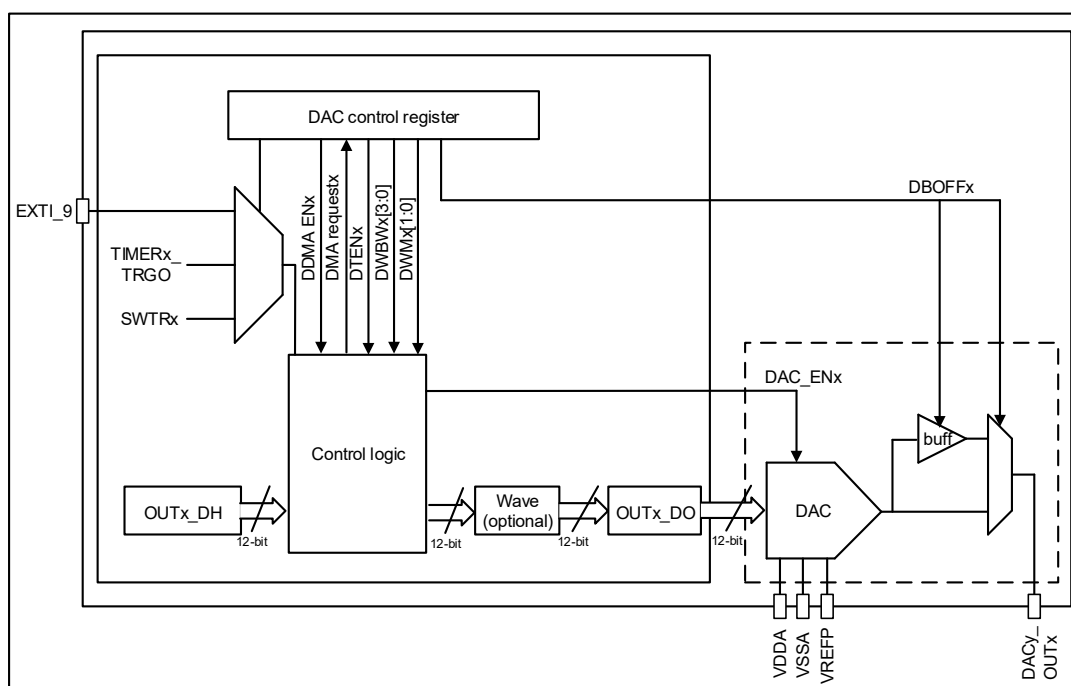 DAC control register
DBOFFx
EXTI_9
DDMA ENx
DMA requestx
DTENx
DWBWx[3:0]
DWMx[1:0]
TIMERx_
TRGO
SWTRx
DAC_ENx
buff
Control logic
OUTx_DH
12-bit
12-bit
Wave
(optional)
12-bit
OUTx_DO
12-bit
DAC
VDDA
VSSA
VREFP
DACy_
OUTx